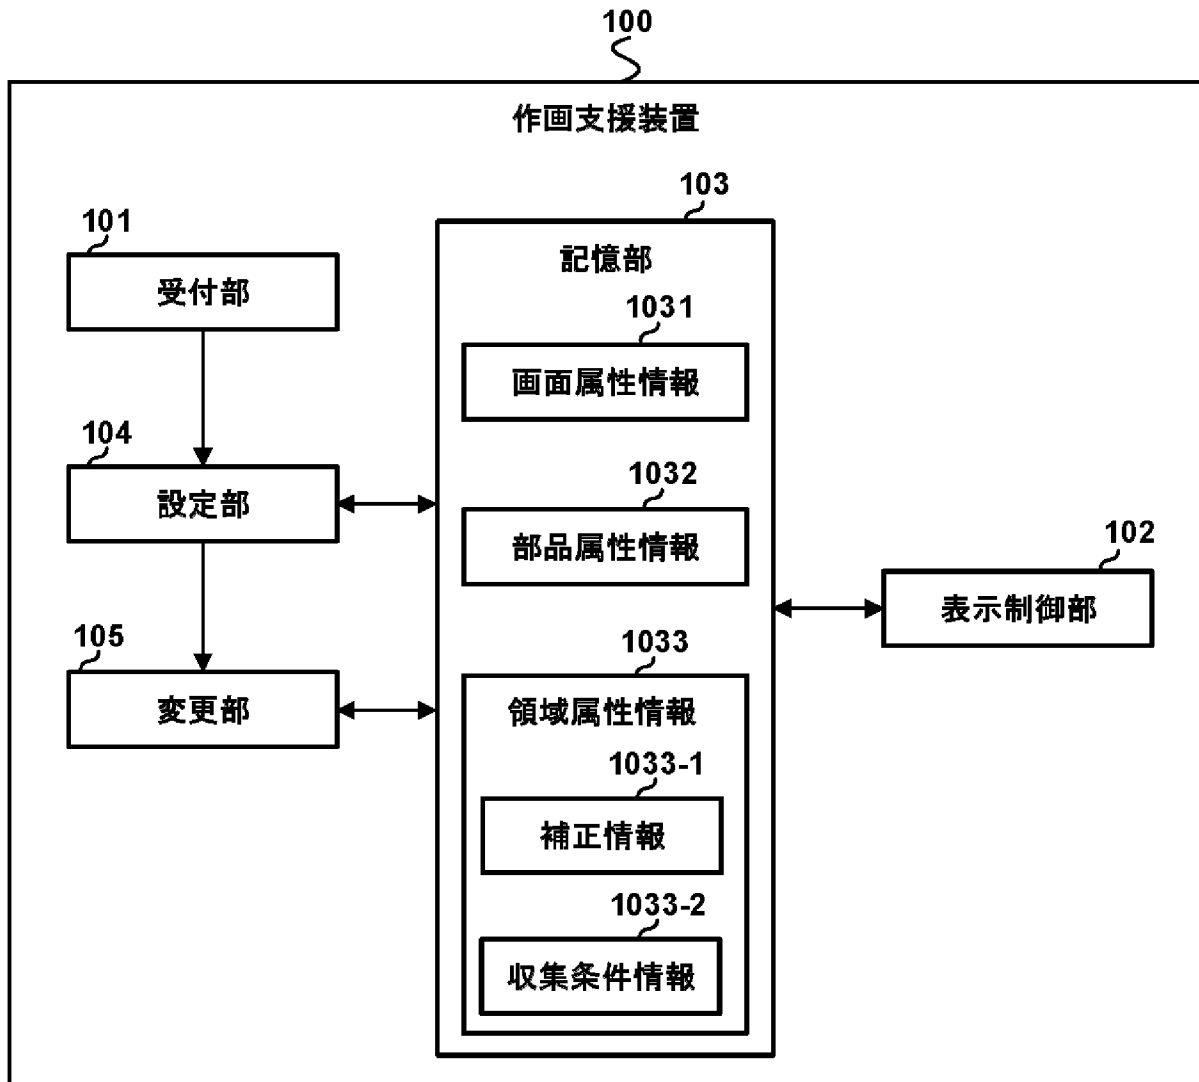 100
作画支援装置
101
受付部
104
設定部
105
変更部
103
記憶部
1031
画面属性情報
1032
部品属性情報
1033
領域属性情報
1033-1
補正情報
1033-2
収集条件情報
102
表示制御部